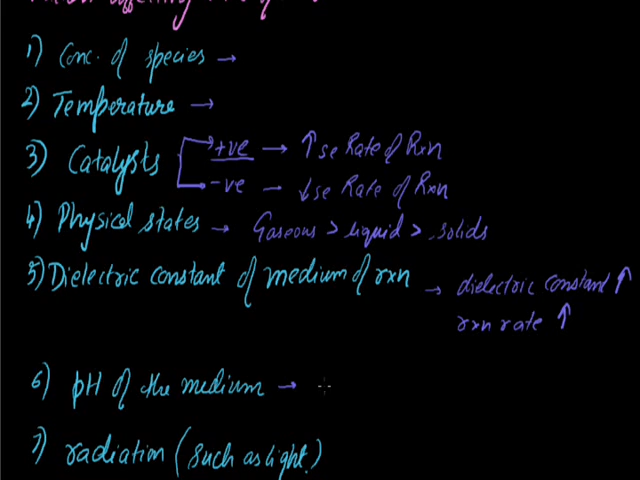 1) Conc. of species →
2) Temperature →
3) Catalysts +ve → ↑se Rate of Rxn
-ve → ↓se Rate of Rxn
4) Physical states → Gaseous > liquid > solids
5) Dielectric constant of medium of rxn → dielectric constant ↑
rxn rate ↑
6) pH of the medium →
7) radiation (such as light)